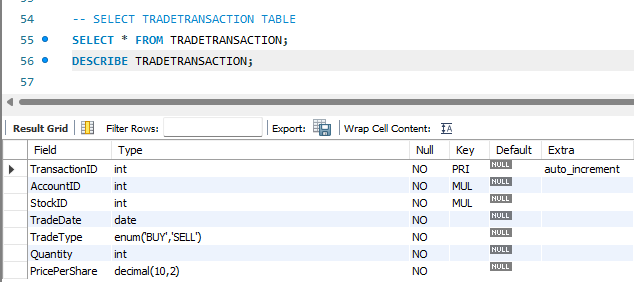 54 -- SELECT TRADETRANSACTION TABLE
55 SELECT * FROM TRADETRANSACTION;
56 DESCRIBE TRADETRANSACTION;
57
Result Grid Filter Rows: Export: Wrap Cell Content:
Field Type Null Key Default Extra
TransactionID int NO PRI NULL auto_increment
AccountID int NO MUL NULL
StockID int NO MUL NULL
TradeDate date NO NULL
TradeType enum('BUY','SELL') NO NULL
Quantity int NO NULL
PricePerShare decimal(10,2) NO NULL